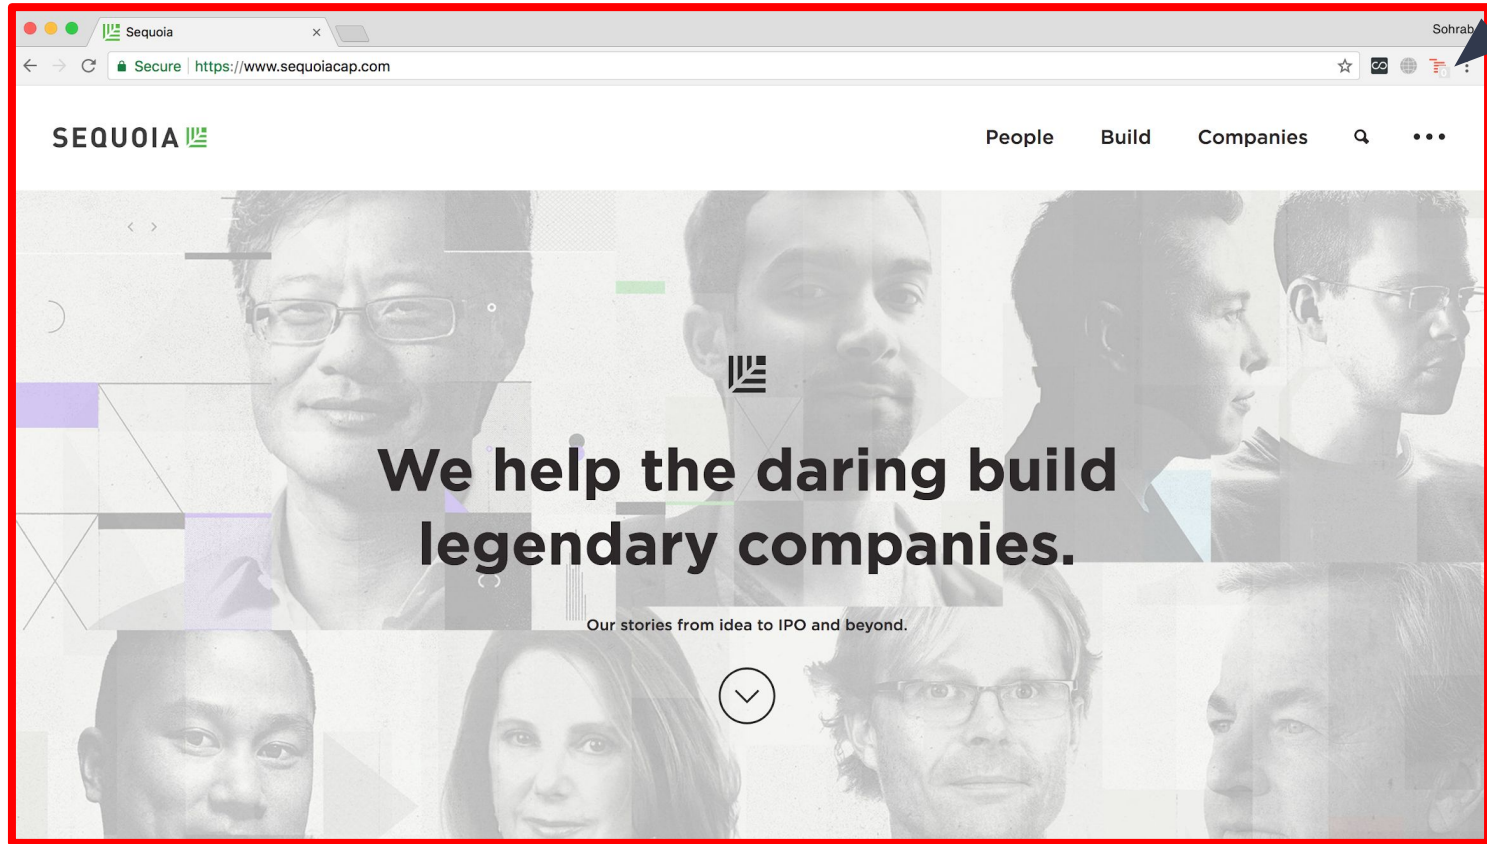 Sequoia
Sohrab
Secure https://www.sequoiacap.com
SEQUOIA
People Build Companies
We help the daring build
legendary companies.
Our stories from idea to IPO and beyond.